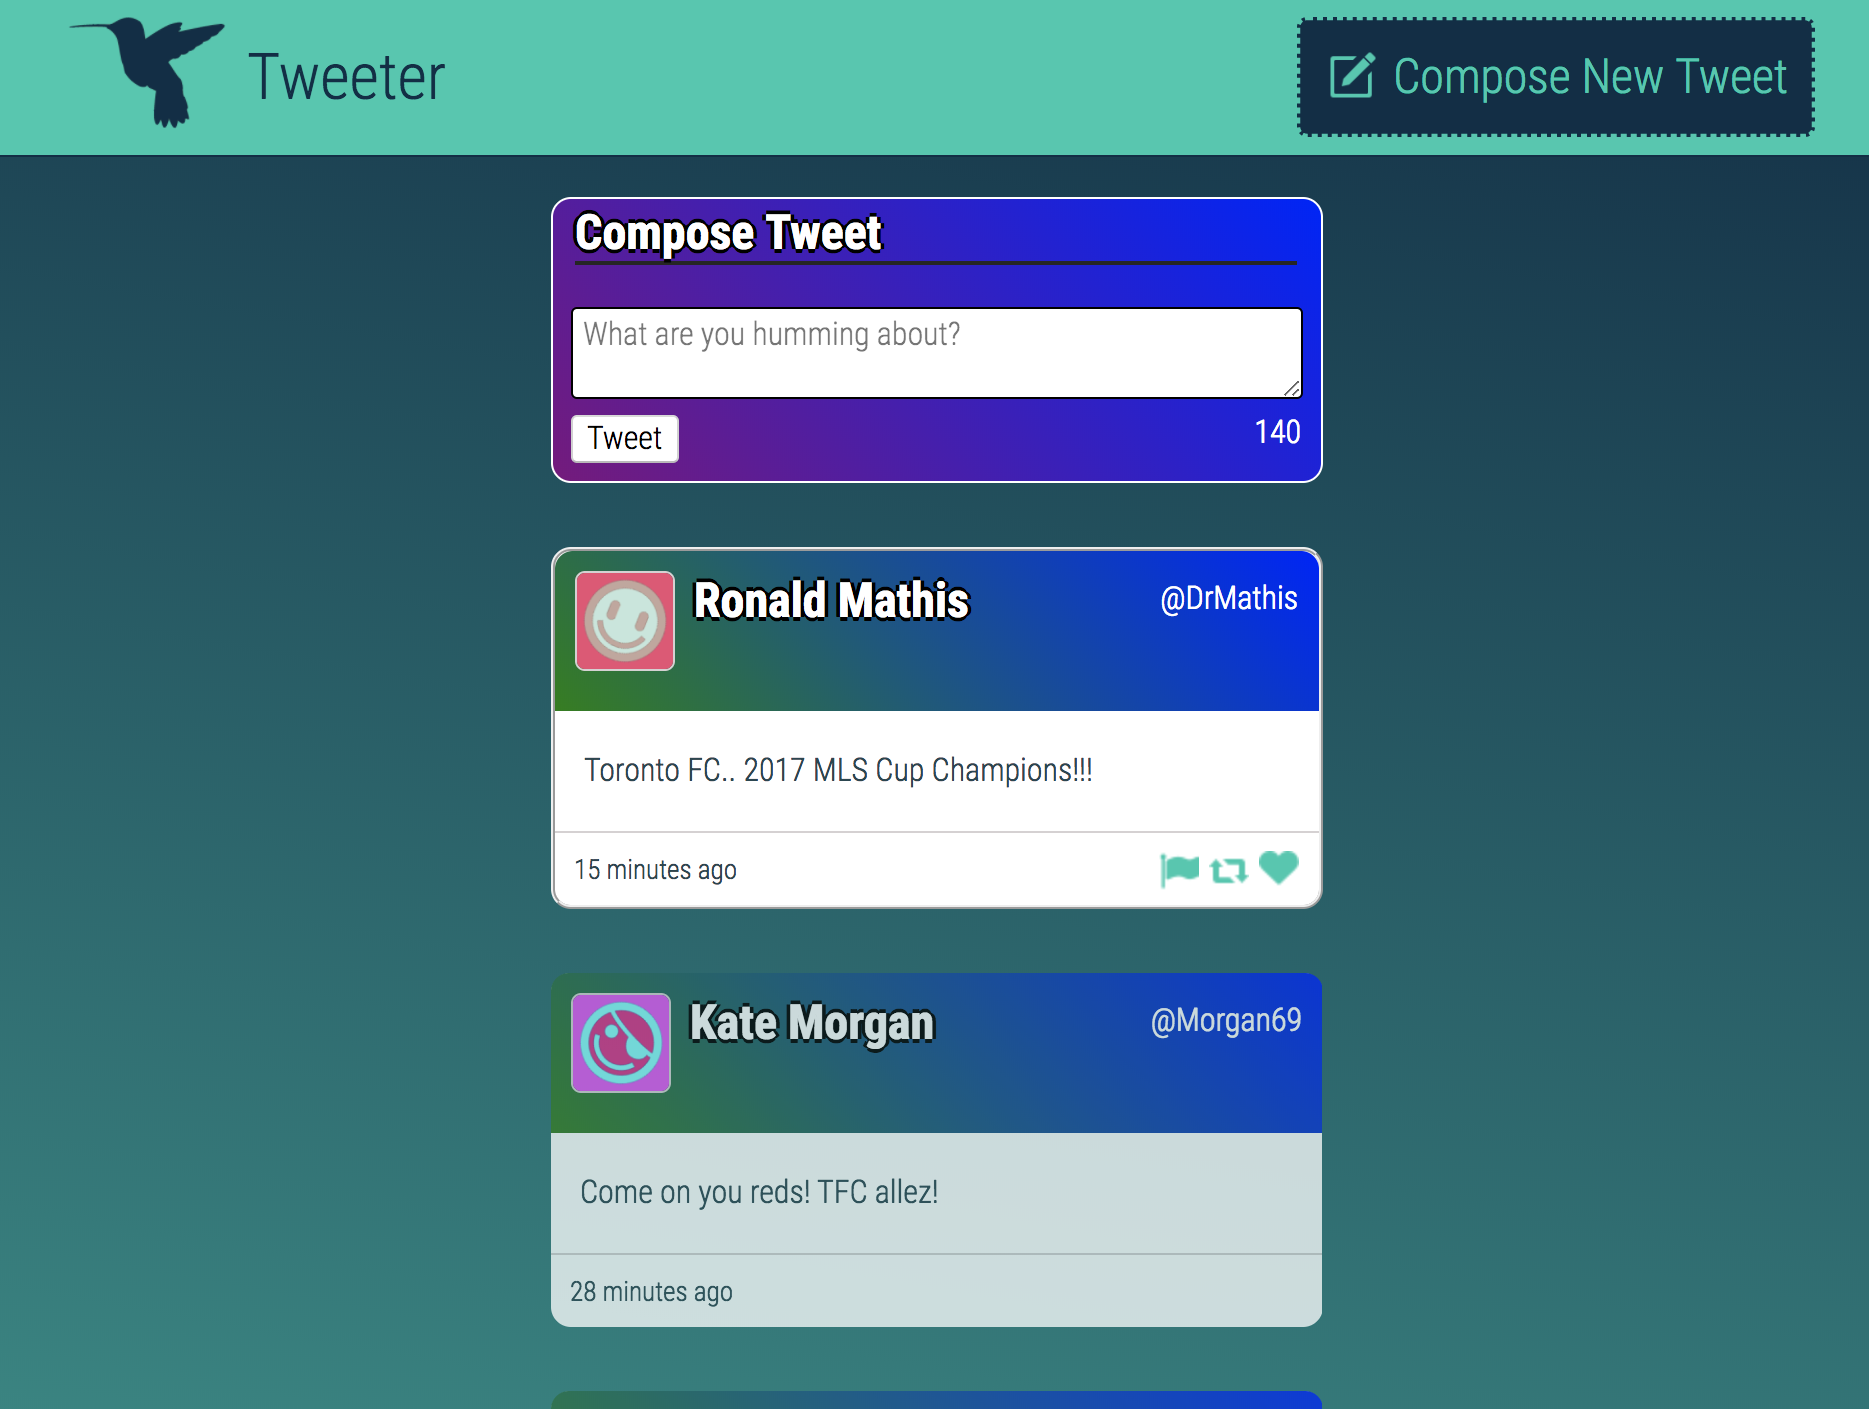 Tweeter
Compose New Tweet
Compose Tweet
What are you humming about?
Tweet
140
Ronald Mathis
@DrMathis
Toronto FC.. 2017 MLS Cup Champions!!!
15 minutes ago
Kate Morgan
@Morgan69
Come on you reds! TFC allez!
28 minutes ago